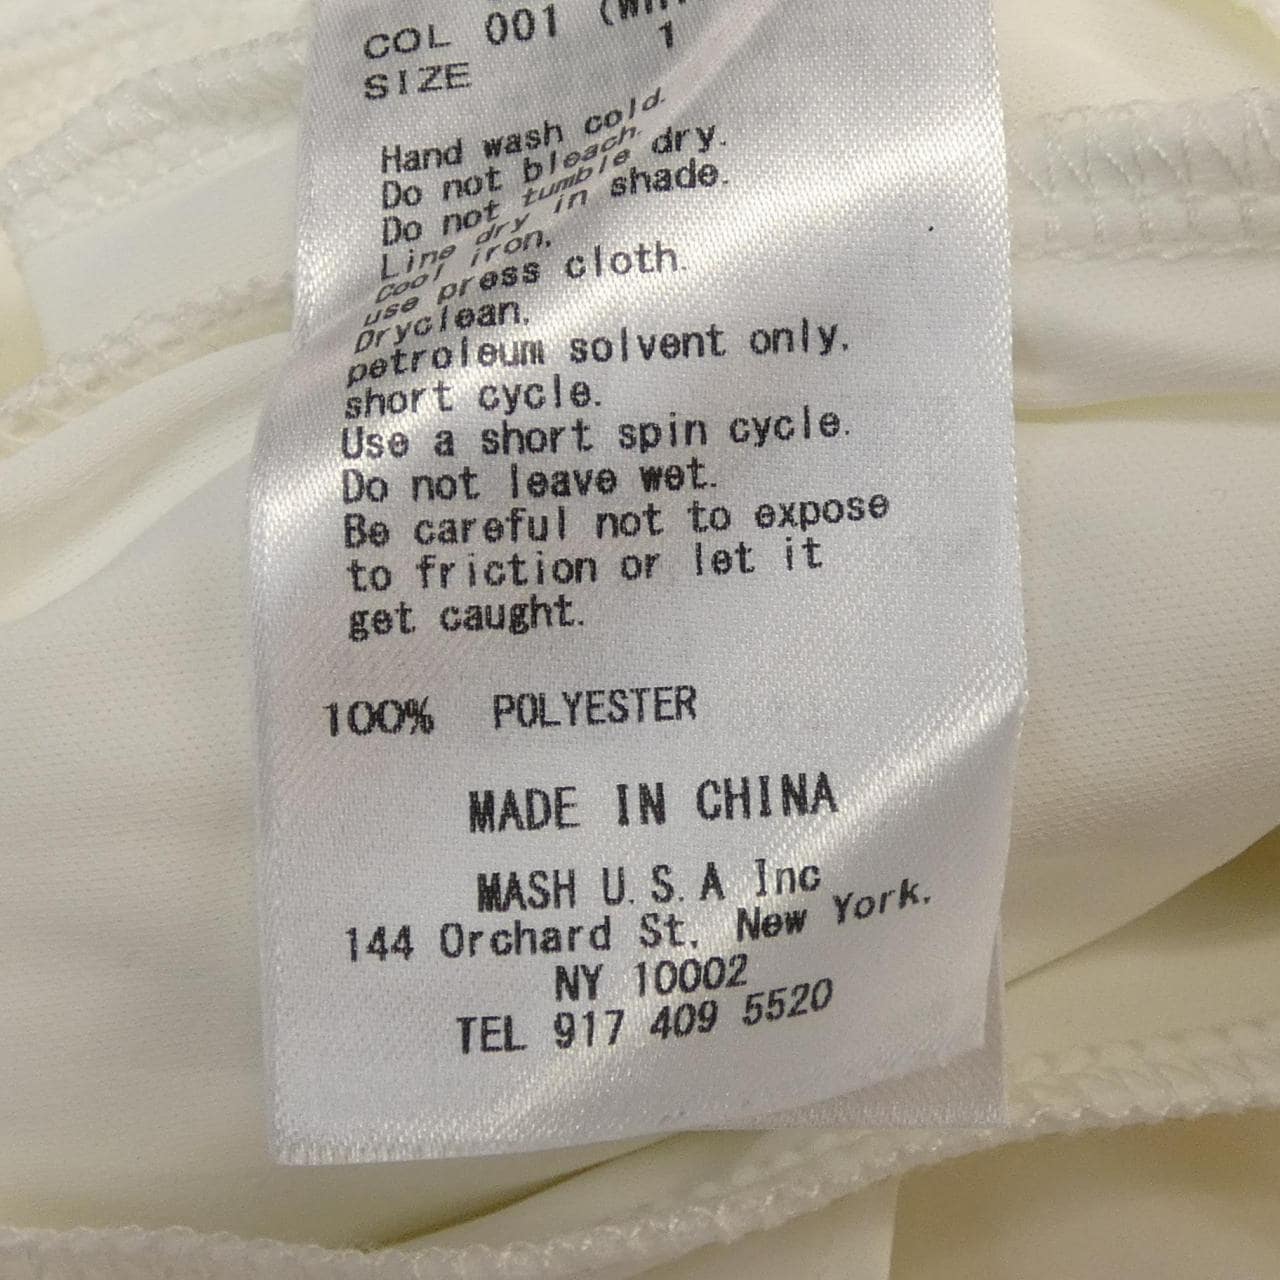 COL 001
SIZE 1
Hand wash cold.
Do not bleach.
Do not tumble dry.
Line dry in shade.
Cool iron.
use press cloth.
Dryclean.
petroleum solvent only,
short cycle.
Use a short spin cycle.
Do not leave wet.
Be careful not to expose
to friction or let it
get caught.
100% POLYESTER
MADE IN CHINA
MASH U.S.A Inc
144 Orchard St. New York.
NY 10002
TEL 917 409 5520